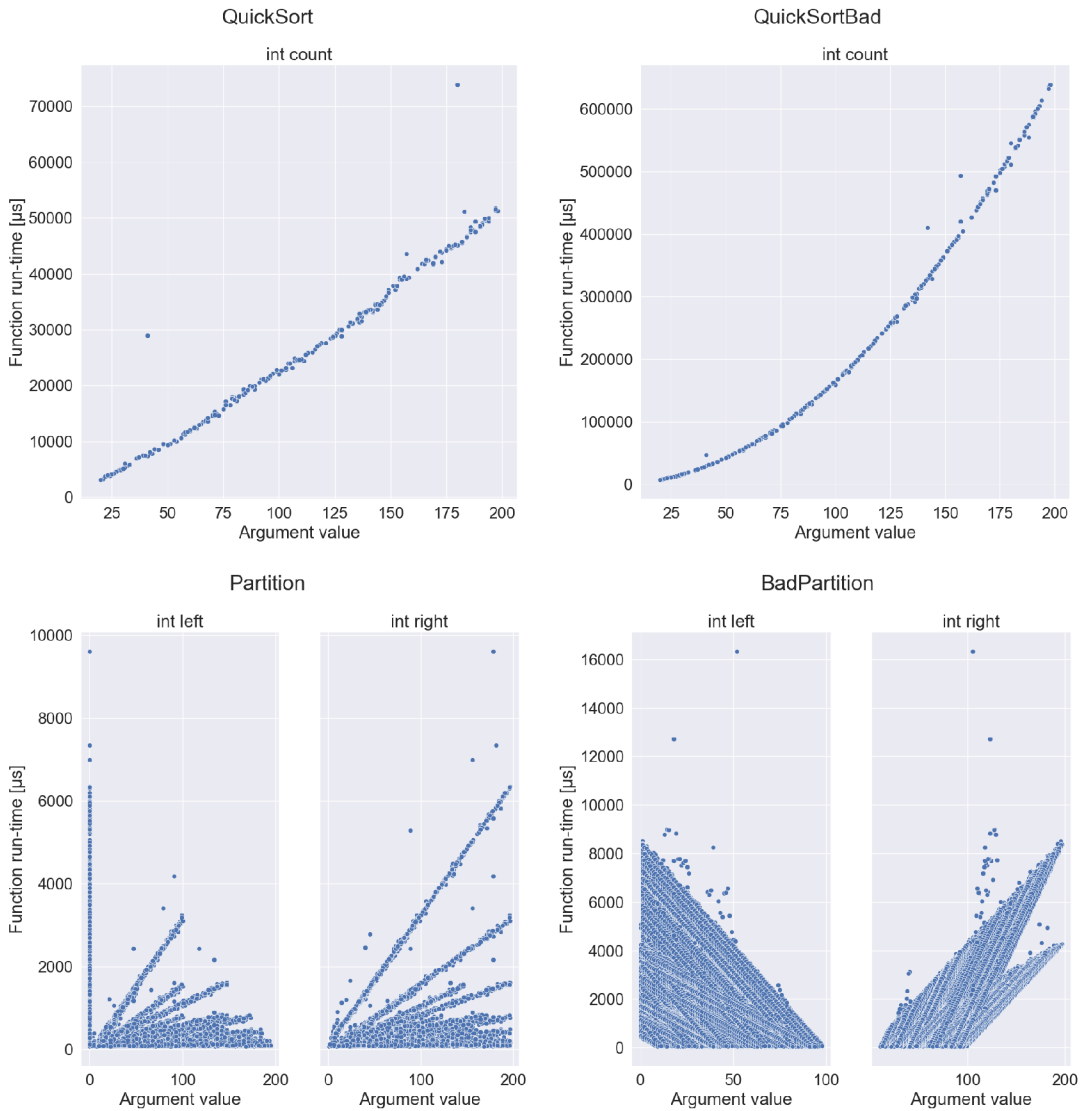 QuickSort
int count
Function run-time [µs]
70000
60000
50000
40000
30000
20000
10000
0
25 50 75 100 125 150 175 200
Argument value
QuickSortBad
int count
Function run-time [µs]
600000
500000
400000
300000
200000
100000
0
25 50 75 100 125 150 175 200
Argument value
Partition
int left int right
Function run-time [µs]
10000
8000
6000
4000
2000
0
0 100 200 0 100 200
Argument value Argument value
BadPartition
int left int right
Function run-time [µs]
16000
14000
12000
10000
8000
6000
4000
2000
0
0 50 100 100 200
Argument value Argument value